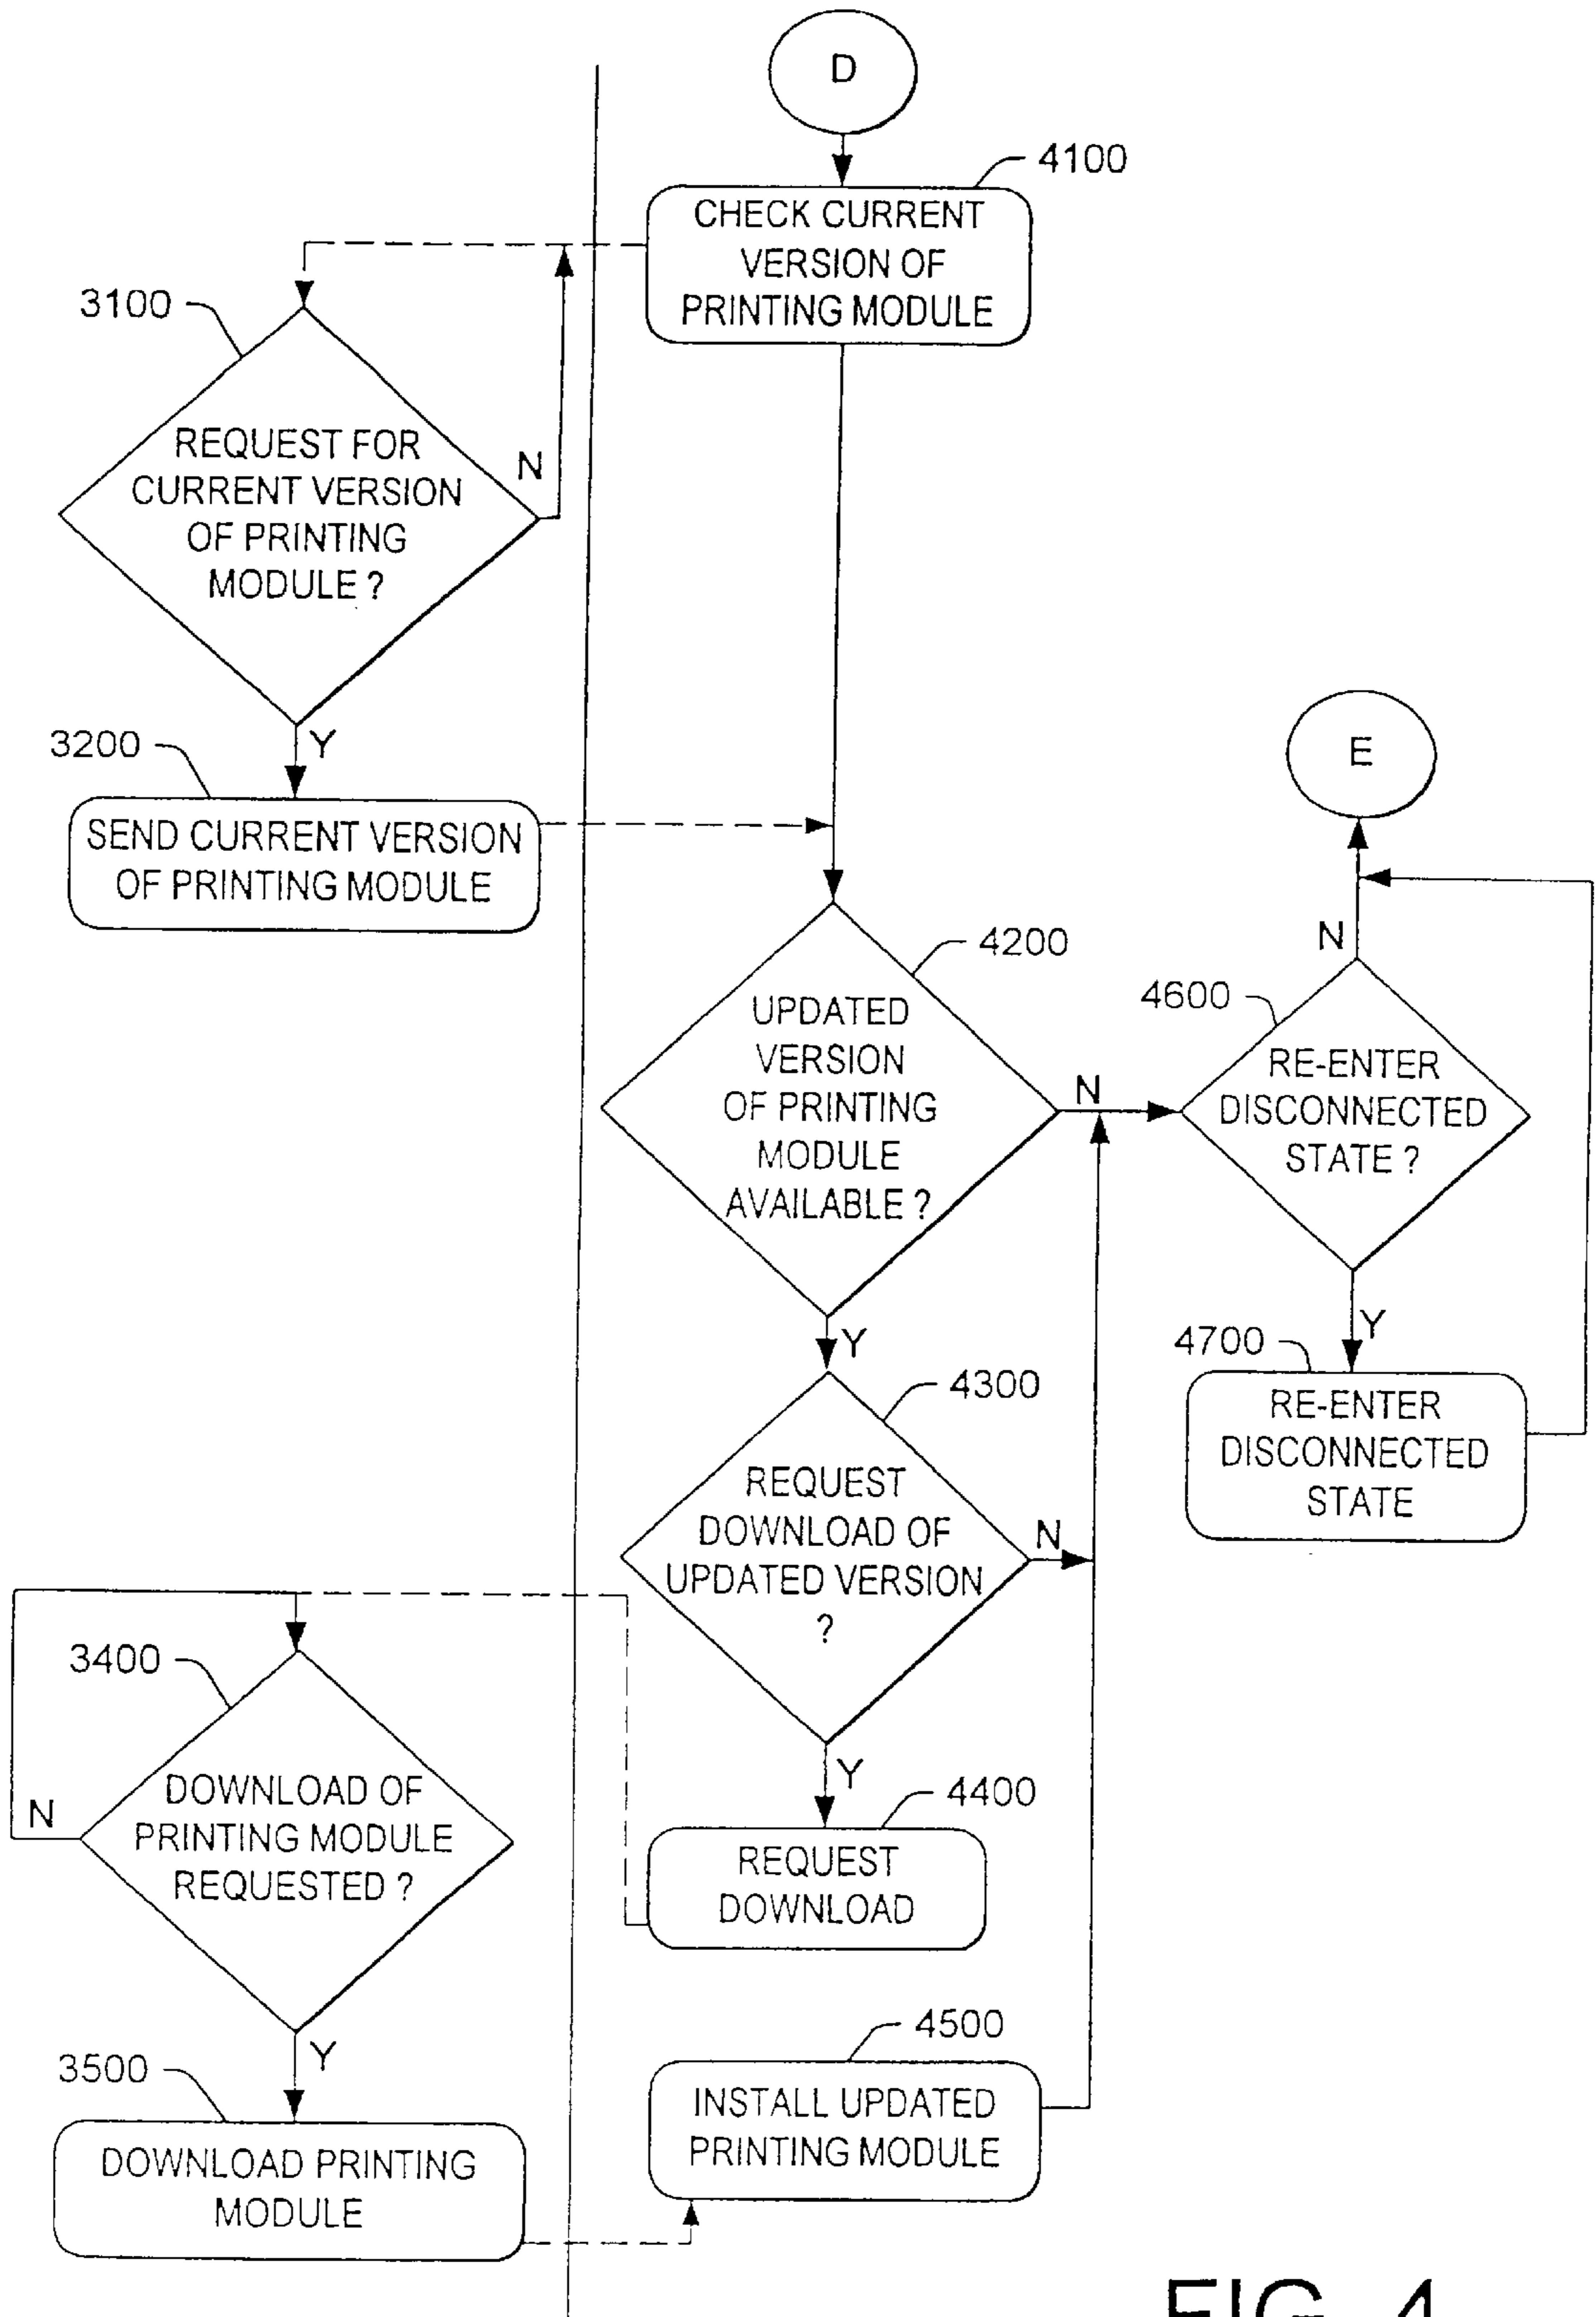 D
4100
CHECK CURRENT
VERSION OF
PRINTING MODULE
3100
REQUEST FOR
CURRENT VERSION
OF PRINTING
MODULE ?
N
Y
3200
SEND CURRENT VERSION
OF PRINTING MODULE
E
4200
UPDATED
VERSION
OF PRINTING
MODULE
AVAILABLE ?
N
Y
N
4600
RE-ENTER
DISCONNECTED
STATE ?
Y
4700
RE-ENTER
DISCONNECTED
STATE
4300
REQUEST
DOWNLOAD OF
UPDATED VERSION
?
N
Y
3400
DOWNLOAD OF
PRINTING MODULE
REQUESTED ?
N
Y
4400
REQUEST
DOWNLOAD
3500
DOWNLOAD PRINTING
MODULE
4500
INSTALL UPDATED
PRINTING MODULE
FIG. 4